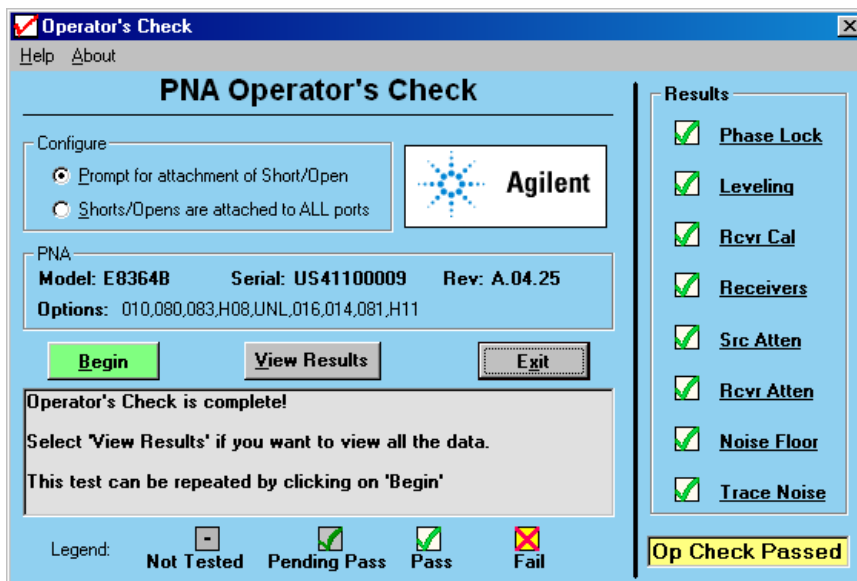 Operator's Check
Help About
PNA Operator's Check
Configure
Prompt for attachment of Short/Open
Shorts/Opens are attached to ALL ports
Agilent
PNA
Model: E8364B Serial: US41100009 Rev: A.04.25
Options: 010,080,083,H08,UNL,016,014,081,H11
Begin View Results Exit
Operator's Check is complete!
Select 'View Results' if you want to view all the data.
This test can be repeated by clicking on 'Begin'
Legend: Not Tested Pending Pass Pass Fail
Results
Phase Lock
Leveling
Rcvr Cal
Receivers
Src Atten
Rcvr Atten
Noise Floor
Trace Noise
Op Check Passed